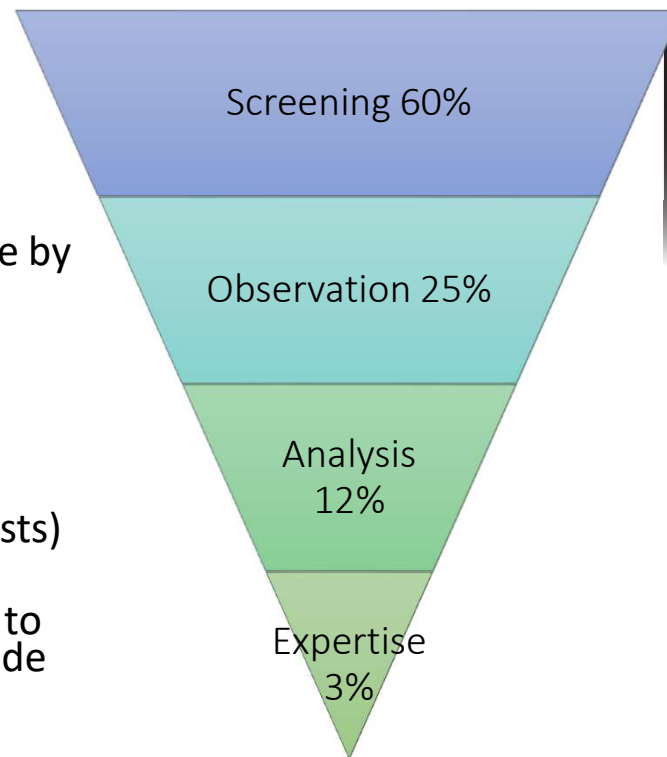 Screening 60%
e by
Observation 25%
Analysis
12%
sts)
to
de
Expertise
3%